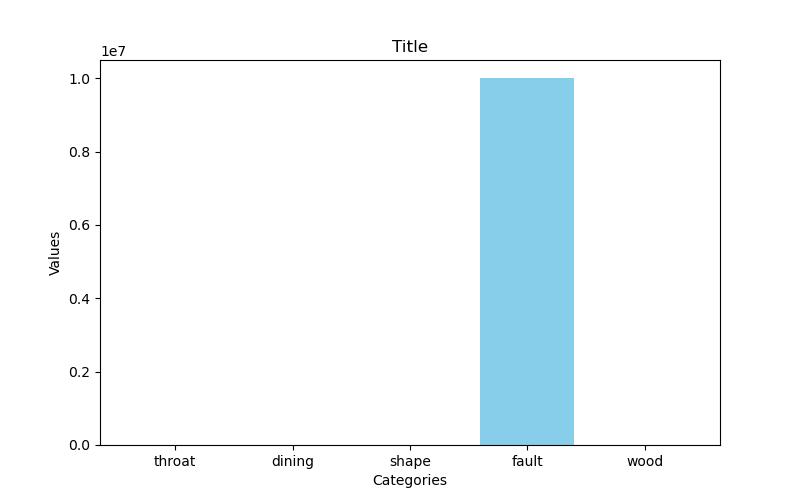 Title
1e7
1.0
0.8
0.6
0.4
0.2
0.0
Values
throat dining shape fault wood
Categories